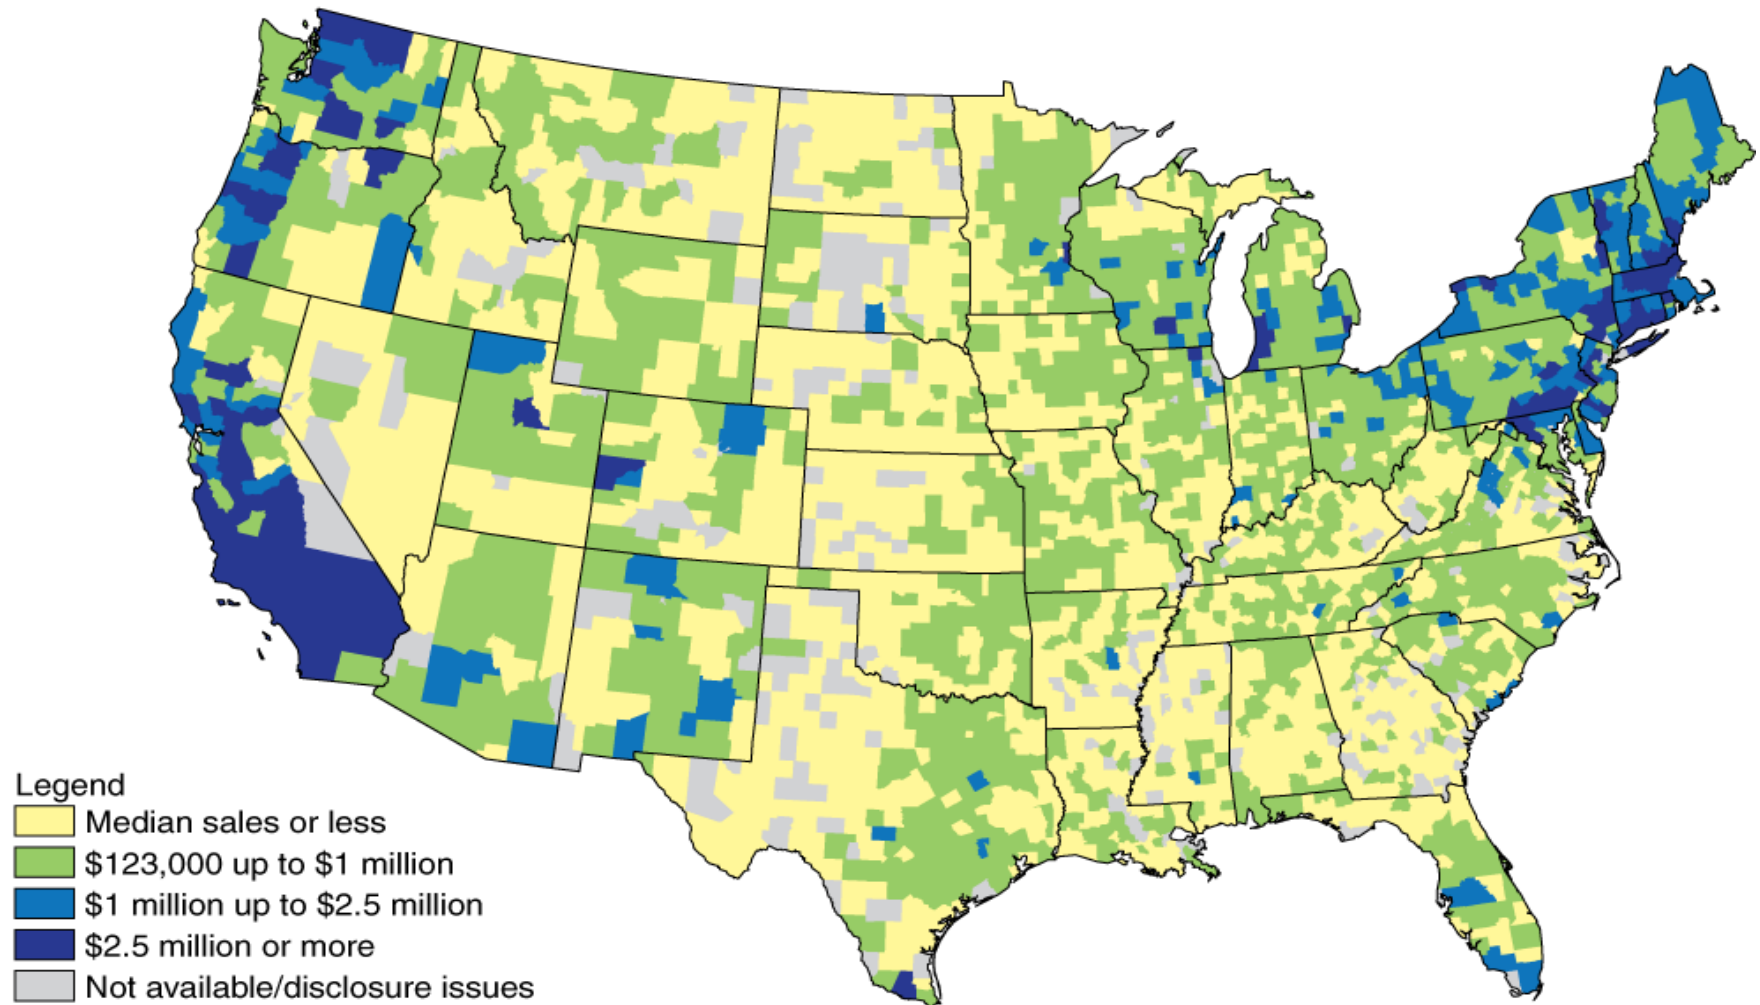 Legend
Median sales or less
$123,000 up to $1 million
$1 million up to $2.5 million
$2.5 million or more
Not available/disclosure issues